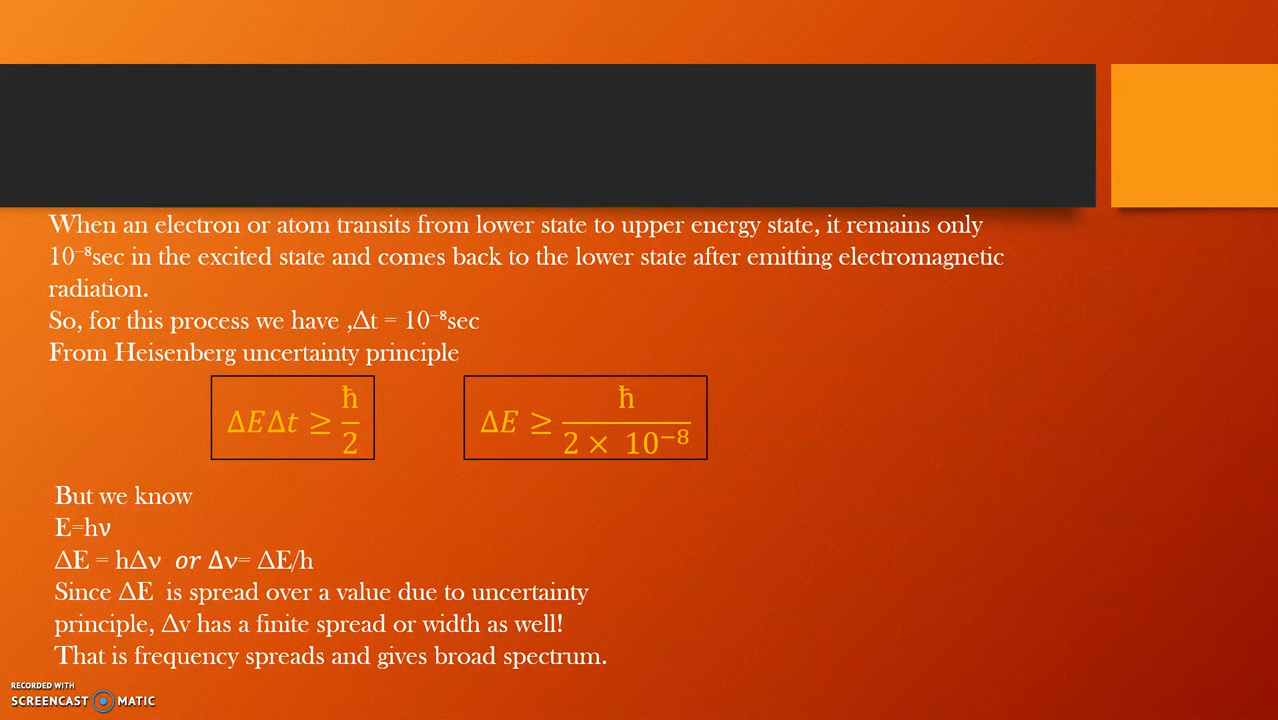 When an electron or atom transits from lower state to upper energy state, it remains only
10⁻⁸sec in the excited state and comes back to the lower state after emitting electromagnetic
radiation.
So, for this process we have ,Δt = 10⁻⁸sec
From Heisenberg uncertainty principle
ΔEΔt ≥ ħ/2
ΔE ≥ ħ/(2 × 10⁻⁸)
But we know
E=hν
ΔE = hΔν or Δν= ΔE/h
Since ΔE is spread over a value due to uncertainty
principle, Δv has a finite spread or width as well!
That is frequency spreads and gives broad spectrum.
RECORDED WITH
SCREENCAST MATIC